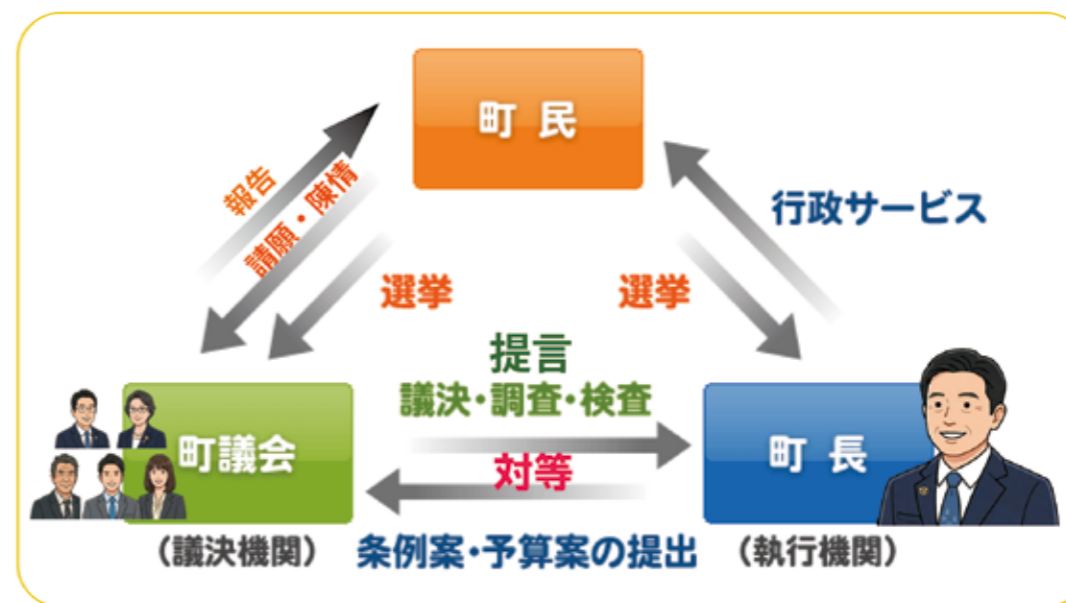 町 民
報告
請願・陳情
行政サービス
選挙
選挙
提言
議決・調査・検査
町議会
対等
町 長
（議決機関）
条例案・予算案の提出
（執行機関）